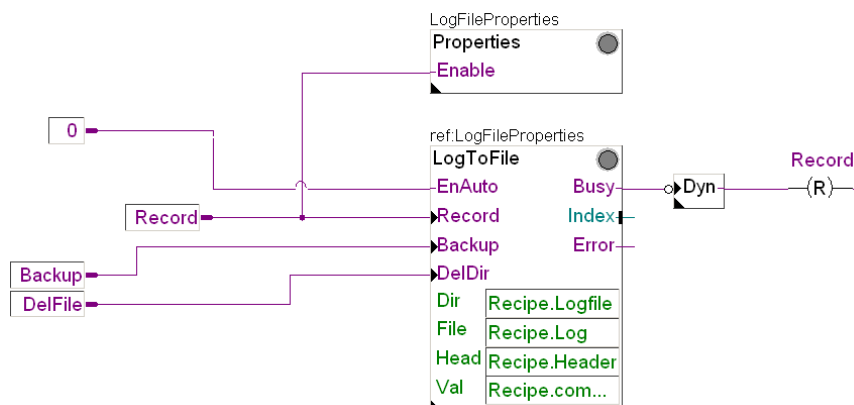 LogFileProperties
Properties
Enable
0
ref:LogFileProperties
LogToFile
Record
EnAuto Busy Dyn (R)
Record Record Index
Backup Error
Backup DelDir
DelFile
Dir Recipe.Logfile
File Recipe.Log
Head Recipe.Header
Val Recipe.com...